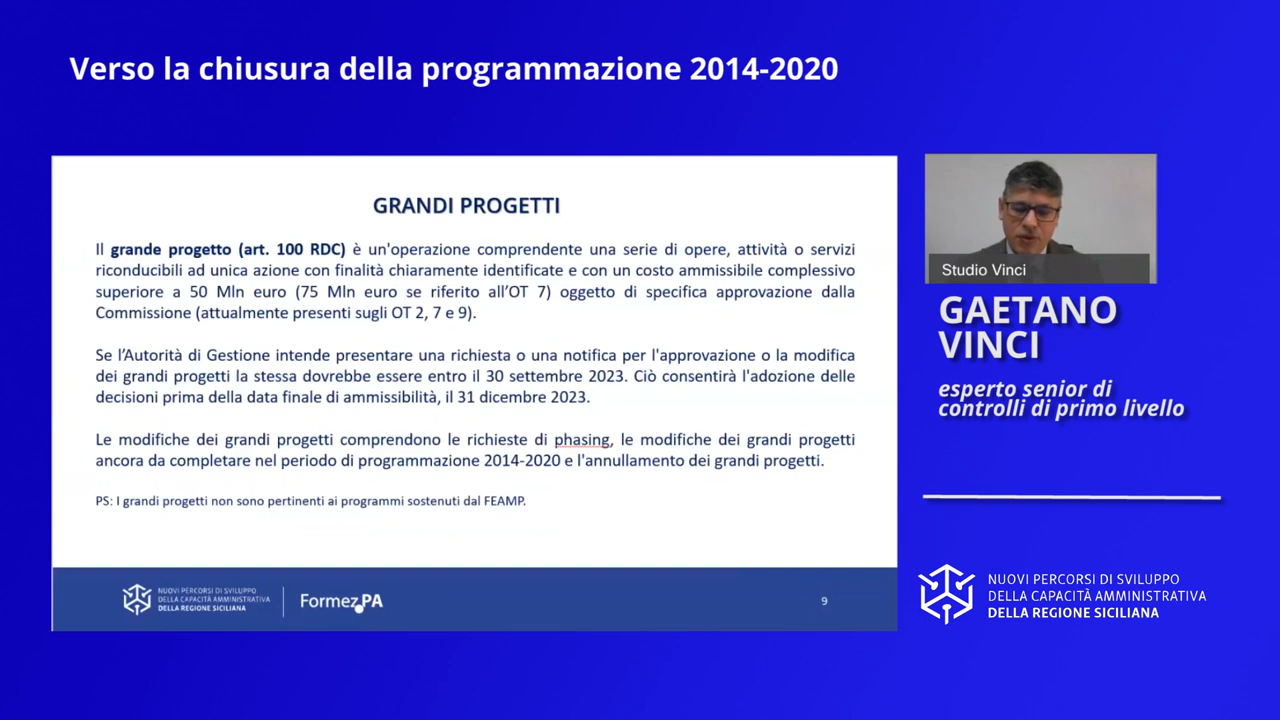 Verso la chiusura della programmazione 2014-2020
GRANDI PROGETTI
Il grande progetto (art. 100 RDC) è un'operazione comprendente una serie di opere, attività o servizi
riconducibili ad unica azione con finalità chiaramente identificate e con un costo ammissibile complessivo
superiore a 50 Mln euro (75 Mln euro se riferito all’OT 7) oggetto di specifica approvazione dalla
Commissione (attualmente presenti sugli OT 2, 7 e 9).
Se l’Autorità di Gestione intende presentare una richiesta o una notifica per l'approvazione o la modifica
dei grandi progetti la stessa dovrebbe essere entro il 30 settembre 2023. Ciò consentirà l'adozione delle
decisioni prima della data finale di ammissibilità, il 31 dicembre 2023.
Le modifiche dei grandi progetti comprendono le richieste di phasing, le modifiche dei grandi progetti
ancora da completare nel periodo di programmazione 2014-2020 e l'annullamento dei grandi progetti.
PS: I grandi progetti non sono pertinenti ai programmi sostenuti dal FEAMP.
NUOVI PERCORSI DI SVILUPPO
DELLA CAPACITÀ AMMINISTRATIVA
DELLA REGIONE SICILIANA
Formez PA
9
Studio Vinci
GAETANO
VINCI
esperto senior di
controlli di primo livello
NUOVI PERCORSI DI SVILUPPO
DELLA CAPACITÀ AMMINISTRATIVA
DELLA REGIONE SICILIANA